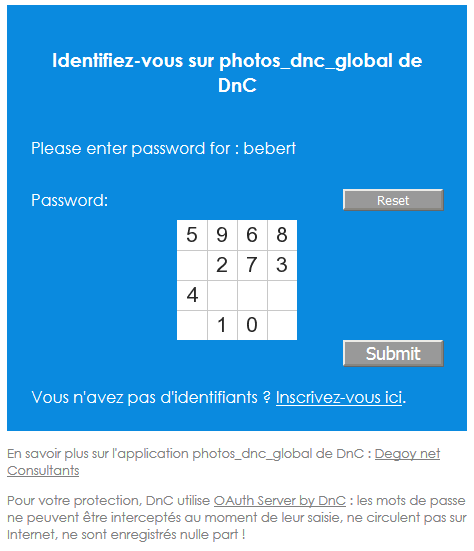 Identifiez-vous sur photos_dnc_global de
DnC
Please enter password for : bebert
Password:
Reset
5 9 6 8
2 7 3
4
1 0
Submit
Vous n'avez pas d'identifiants ? Inscrivez-vous ici.
En savoir plus sur l'application photos_dnc_global de DnC : Degoy net
Consultants
Pour votre protection, DnC utilise OAuth Server by DnC : les mots de passe
ne peuvent être interceptés au moment de leur saisie, ne circulent pas sur
Internet, ne sont enregistrés nulle part !